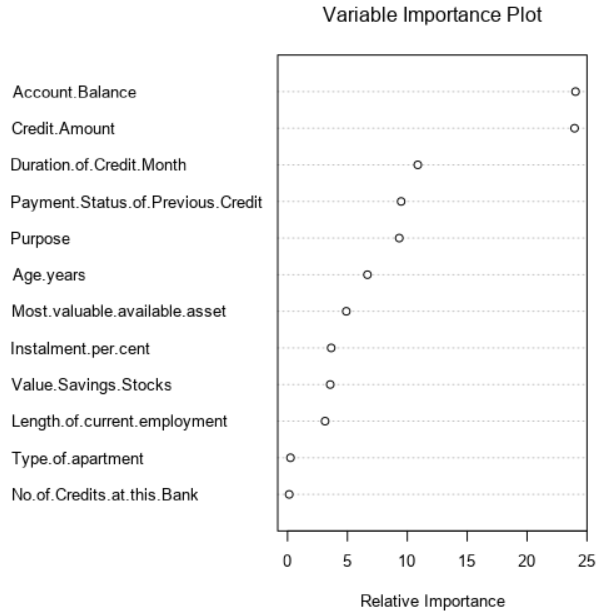 Variable Importance Plot
Account.Balance
Credit.Amount
Duration.of.Credit.Month
Payment.Status.of.Previous.Credit
Purpose
Age.years
Most.valuable.available.asset
Instalment.per.cent
Value.Savings.Stocks
Length.of.current.employment
Type.of.apartment
No.of.Credits.at.this.Bank
0 5 10 15 20 25
Relative Importance